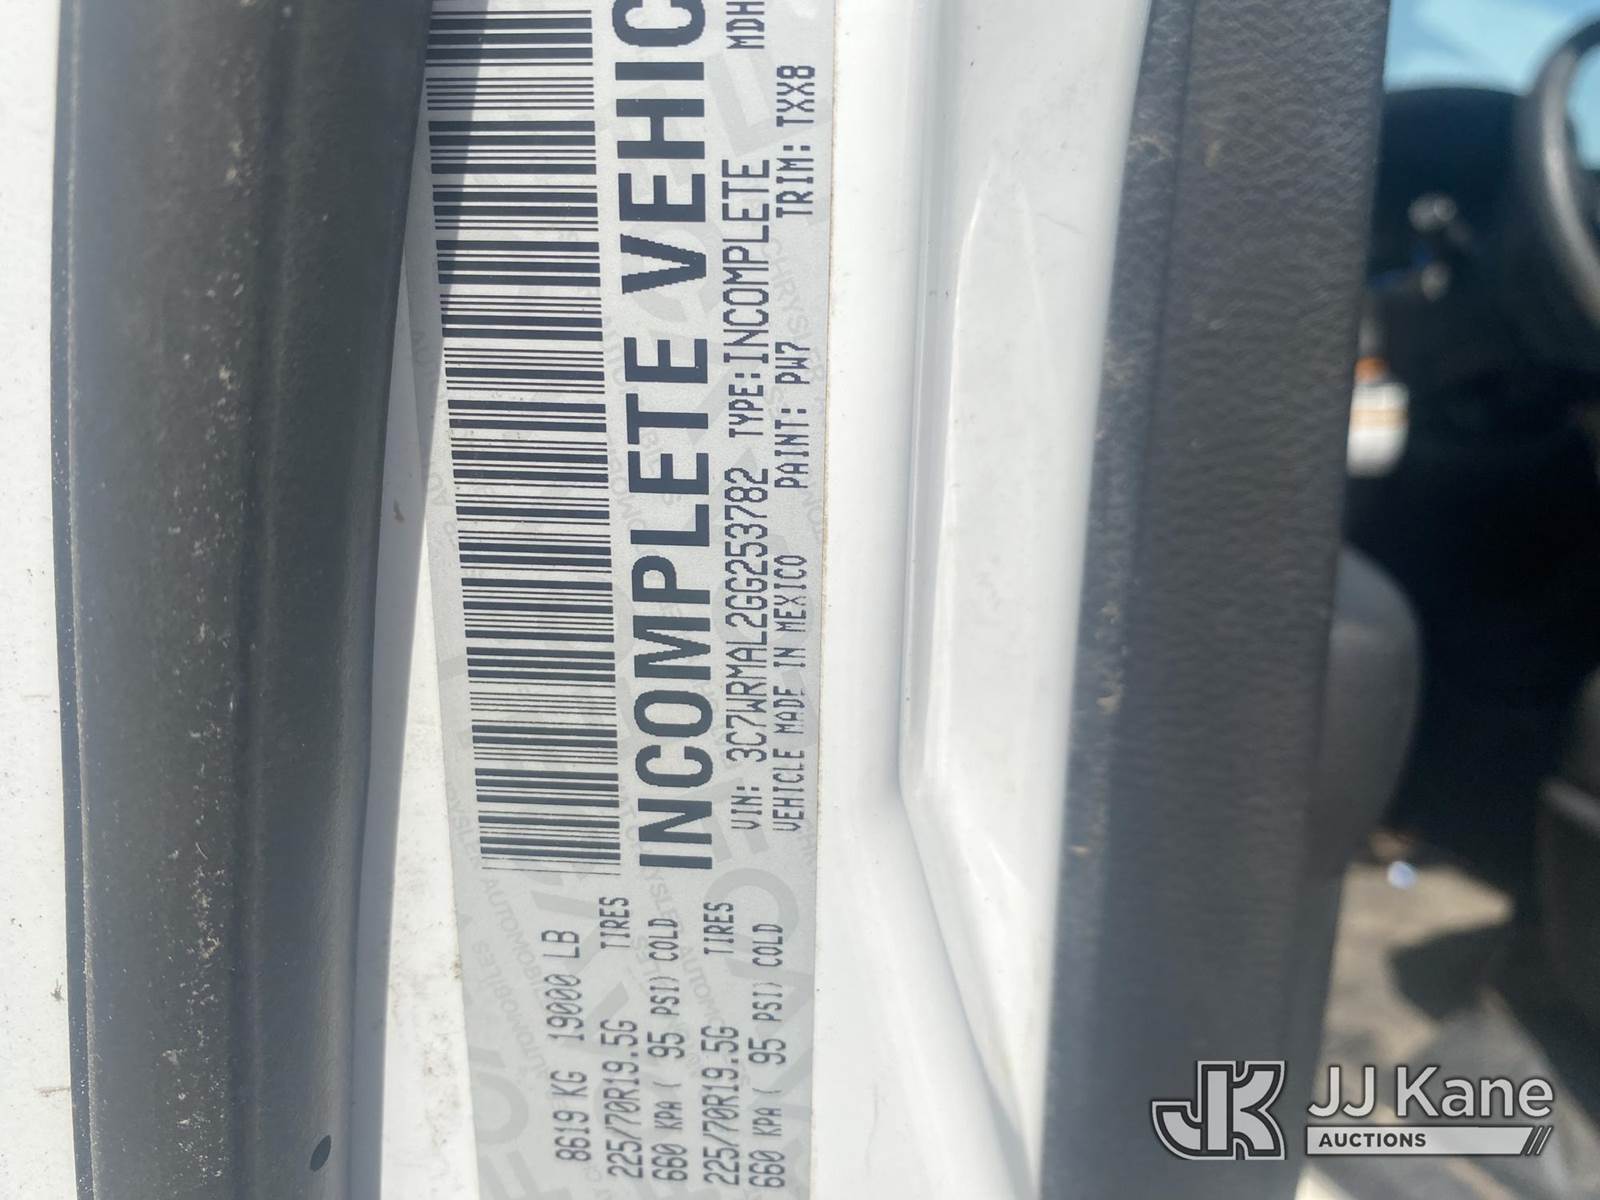 8619 KG 19000 LB
225/70R19.5G TIRES
660 KPA ( 95 PSI) COLD
225/70R19.5G TIRES
660 KPA ( 95 PSI) COLD
INCOMPLETE VEHIC
MDH
VIN: 3C7WRMAL2GG253782 TYPE:INCOMPLETE
VEHICLE MADE IN MEXICO PAINT: PW7 TRIM: TXX8
JJ Kane
AUCTIONS